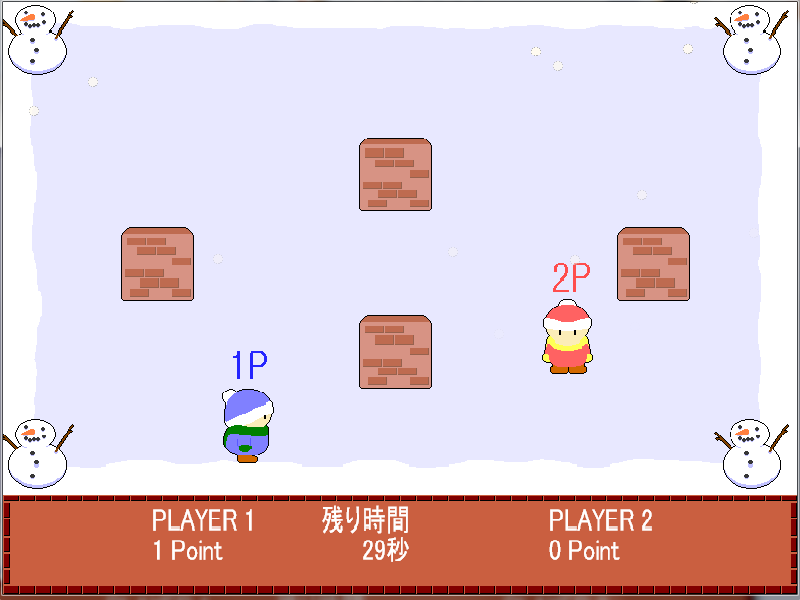 2P
1P
PLAYER 1 残り時間 PLAYER 2
1 Point 29秒 0 Point